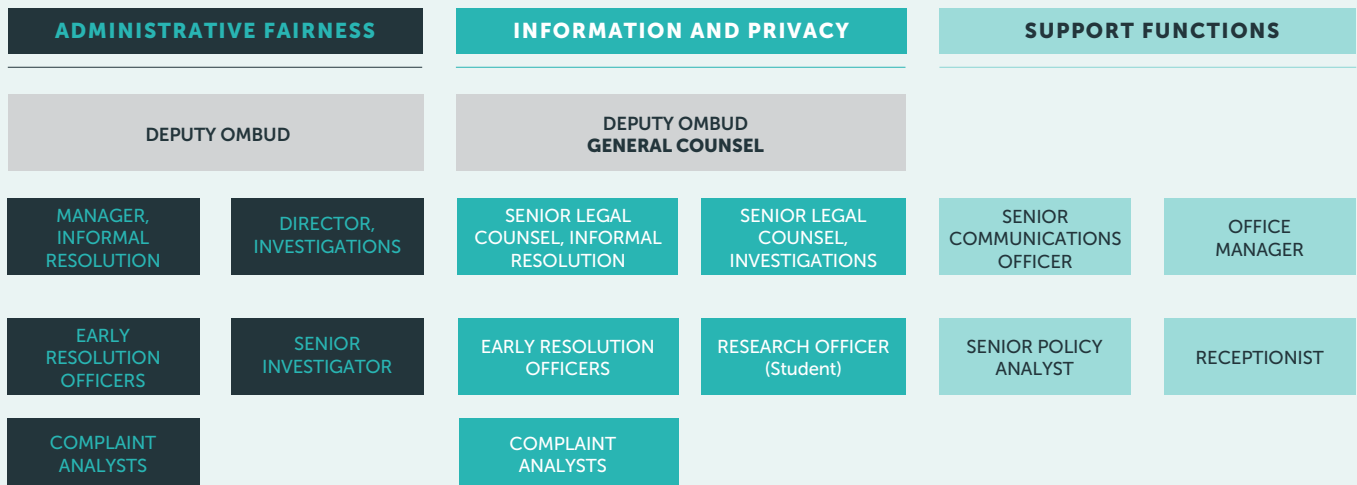 ADMINISTRATIVE FAIRNESS
DEPUTY OMBUD
MANAGER,
INFORMAL
RESOLUTION
DIRECTOR,
INVESTIGATIONS
EARLY
RESOLUTION
OFFICERS
SENIOR
INVESTIGATOR
COMPLAINT
ANALYSTS
INFORMATION AND PRIVACY
DEPUTY OMBUD
GENERAL COUNSEL
SENIOR LEGAL
COUNSEL, INFORMAL
RESOLUTION
SENIOR LEGAL
COUNSEL,
INVESTIGATIONS
EARLY RESOLUTION
OFFICERS
RESEARCH OFFICER
(Student)
COMPLAINT
ANALYSTS
SUPPORT FUNCTIONS
SENIOR
COMMUNICATIONS
OFFICER
OFFICE
MANAGER
SENIOR POLICY
ANALYST
RECEPTIONIST